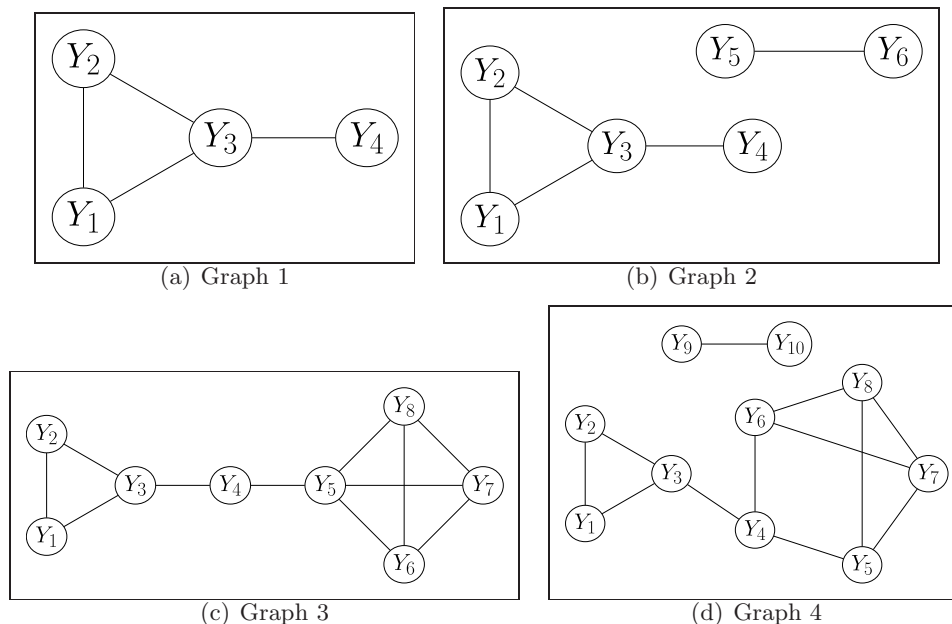 Y2
Y1
Y3
Y4
(a) Graph 1
Y5
Y6
Y2
Y3
Y4
Y1
(b) Graph 2
Y8
Y2
Y3
Y4
Y5
Y7
Y1
Y6
(c) Graph 3
Y9
Y10
Y8
Y2
Y6
Y3
Y7
Y1
Y4
Y5
(d) Graph 4